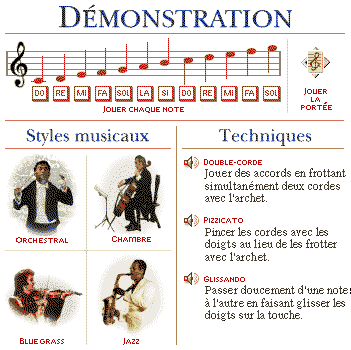 DÉMONSTRATION
DO RE MI FA SOL LA SI DO RE MI FA SOL
JOUER CHAQUE NOTE
JOUER
LA
PORTÉE
Styles musicaux
ORCHESTRAL
CHAMBRE
BLUEGRASS
JAZZ
Techniques
DOUBLE-CORDE
Jouer des accords en frottant
simultanément deux cordes
avec l'archet.
PIZZICATO
Pincer les cordes avec les
doigts au lieu de les frotter
avec l'archet.
GLISSANDO
Passer doucement d'une note
à l'autre en faisant glisser les
doigts sur la touche.